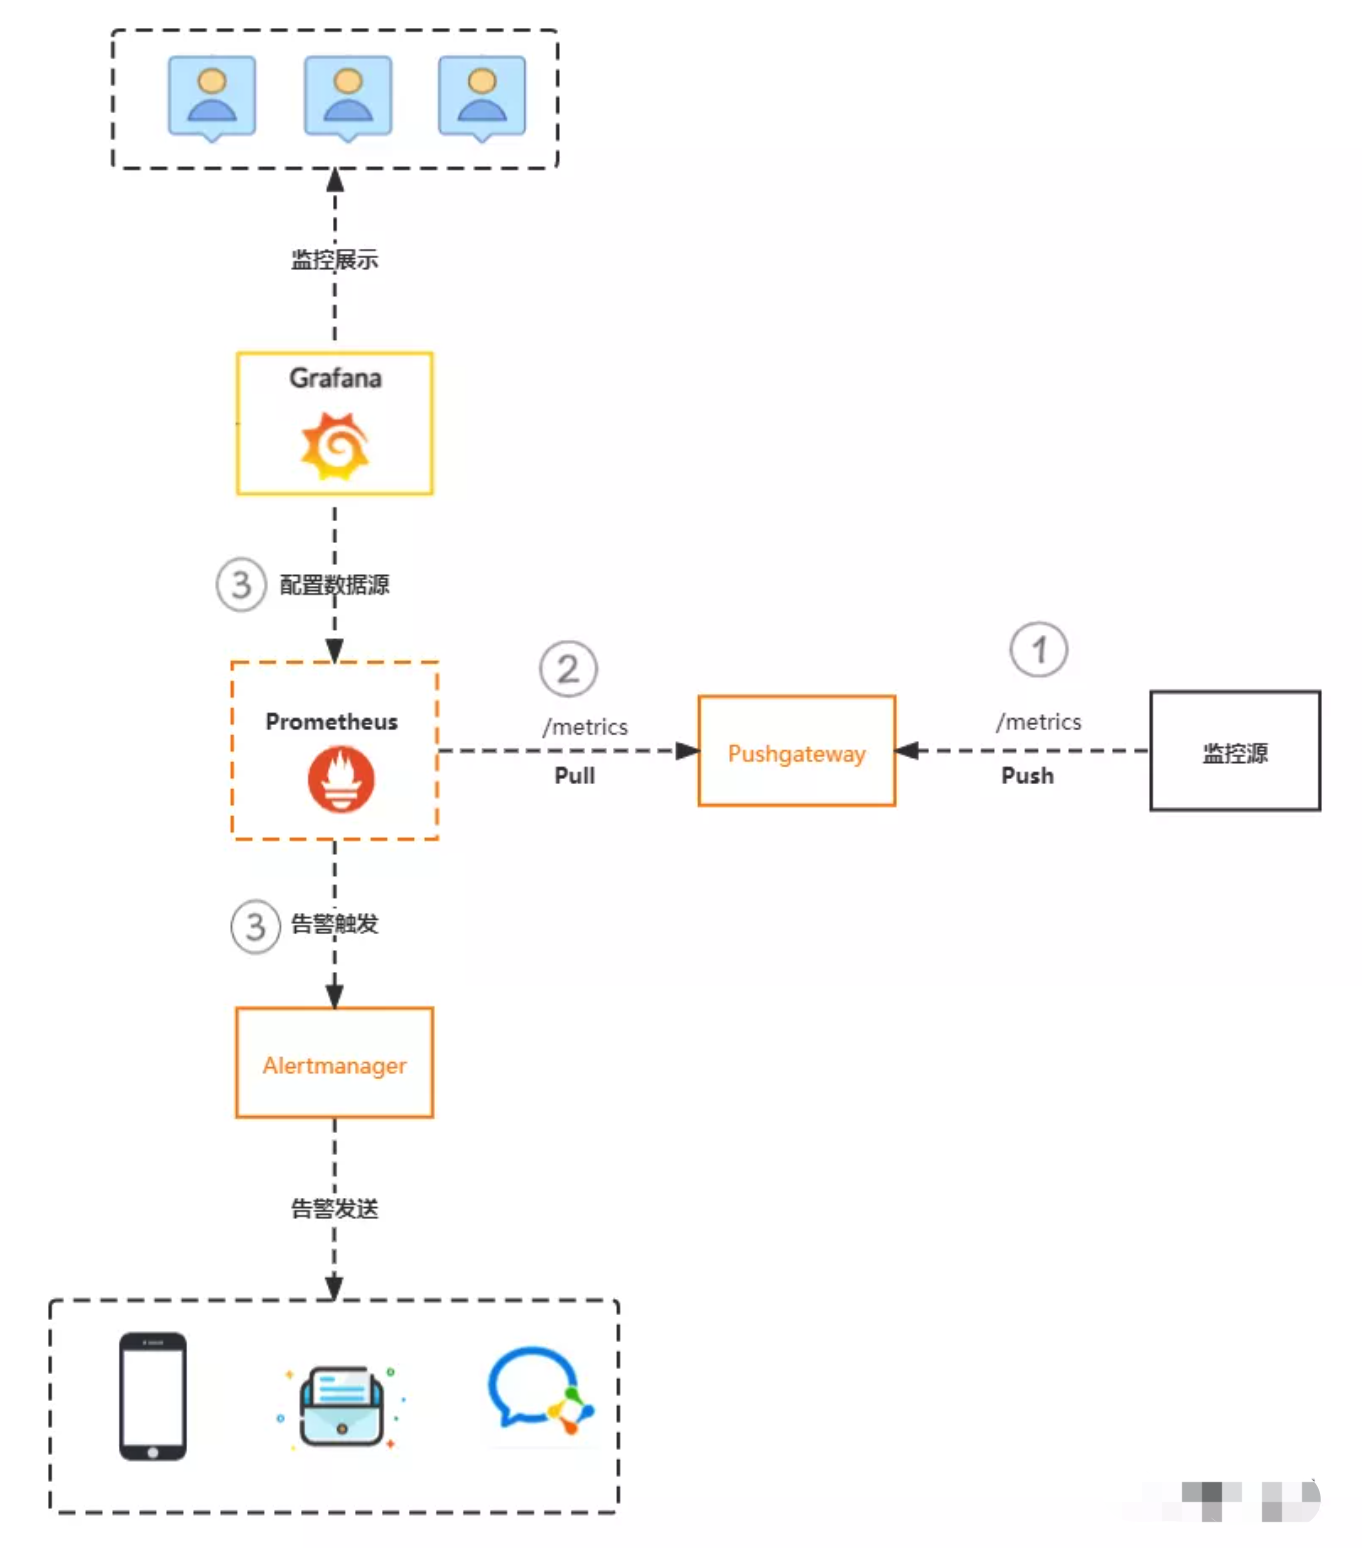 监控展示
Grafana
③ 配置数据源
Prometheus
②
/metrics
Pull
Pushgateway
①
/metrics
Push
监控源
③ 告警触发
Alertmanager
告警发送